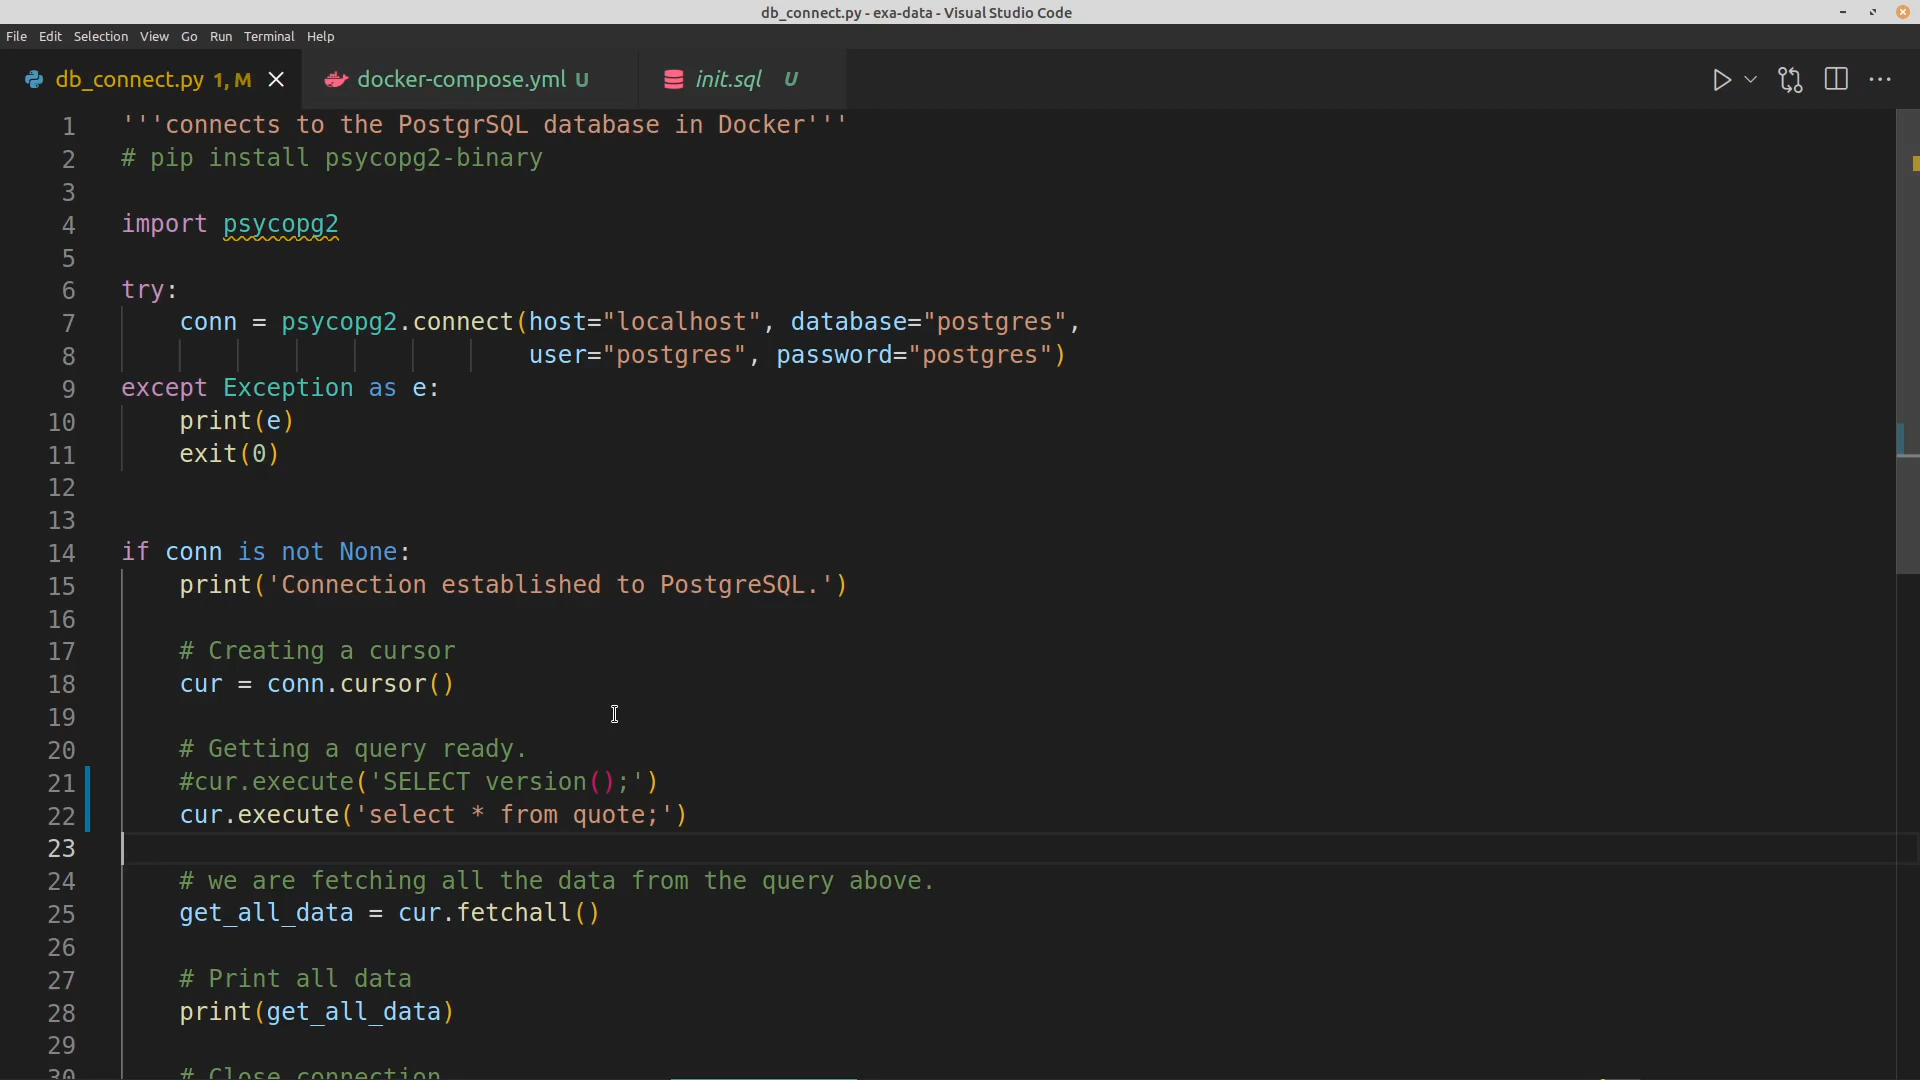 db_connect.py - exa-data - Visual Studio Code
File Edit Selection View Go Run Terminal Help
db_connect.py 1, M docker-compose.yml U init.sql U
1 '''connects to the PostgrSQL database in Docker'''
2 # pip install psycopg2-binary
3
4 import psycopg2
5
6 try:
7     conn = psycopg2.connect(host="localhost", database="postgres",
8                             user="postgres", password="postgres")
9 except Exception as e:
10     print(e)
11     exit(0)
12
13
14 if conn is not None:
15     print('Connection established to PostgreSQL.')
16
17     # Creating a cursor
18     cur = conn.cursor()
19
20     # Getting a query ready.
21     #cur.execute('SELECT version();')
22     cur.execute('select * from quote;')
23
24     # we are fetching all the data from the query above.
25     get_all_data = cur.fetchall()
26
27     # Print all data
28     print(get_all_data)
29
30     # Close connection